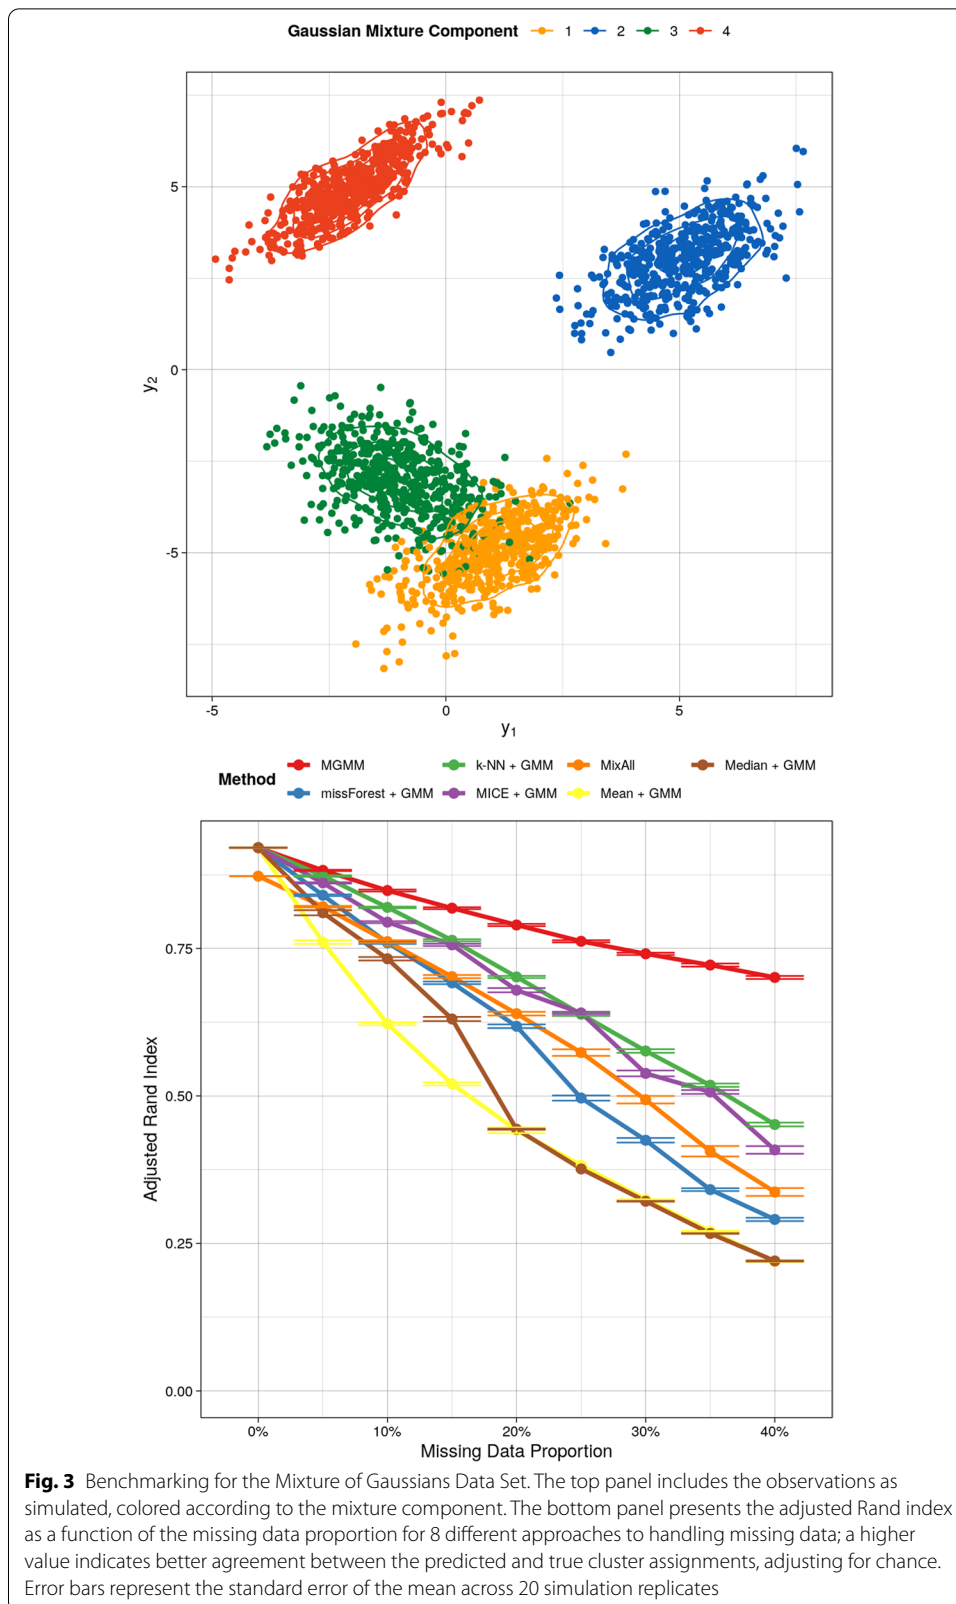 Gaussian Mixture Component 1 2 3 4
5
0
-5
y2
-5 0 5
y1
Method
MGMM k-NN + GMM MixAll Median + GMM
missForest + GMM MICE + GMM Mean + GMM
0.75
0.50
0.25
0.00
Adjusted Rand Index
0% 10% 20% 30% 40%
Missing Data Proportion
Fig. 3 Benchmarking for the Mixture of Gaussians Data Set. The top panel includes the observations as
simulated, colored according to the mixture component. The bottom panel presents the adjusted Rand index
as a function of the missing data proportion for 8 different approaches to handling missing data; a higher
value indicates better agreement between the predicted and true cluster assignments, adjusting for chance.
Error bars represent the standard error of the mean across 20 simulation replicates